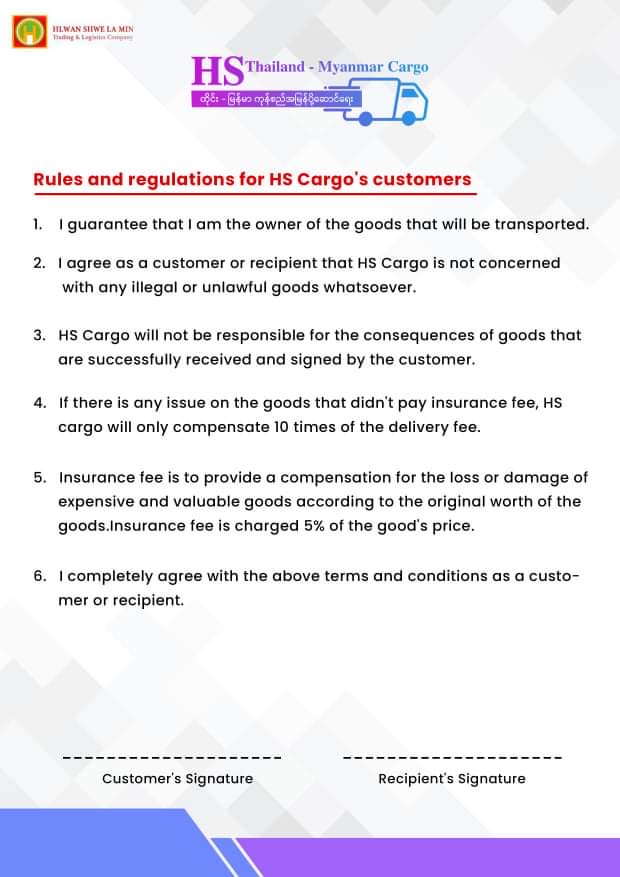 HLWAN SHWE LA MIN
Trading & Logistics Company
HS Thailand - Myanmar Cargo
ထိုင်း - မြန်မာ ကုန်စည်အမြန်ပို့ဆောင်ရေး
Rules and regulations for HS Cargo's customers
1. I guarantee that I am the owner of the goods that will be transported.
2. I agree as a customer or recipient that HS Cargo is not concerned
with any illegal or unlawful goods whatsoever.
3. HS Cargo will not be responsible for the consequences of goods that
are successfully received and signed by the customer.
4. If there is any issue on the goods that didn't pay insurance fee, HS
cargo will only compensate 10 times of the delivery fee.
5. Insurance fee is to provide a compensation for the loss or damage of
expensive and valuable goods according to the original worth of the
goods.Insurance fee is charged 5% of the good's price.
6. I completely agree with the above terms and conditions as a custo-
mer or recipient.
Customer's Signature
Recipient's Signature